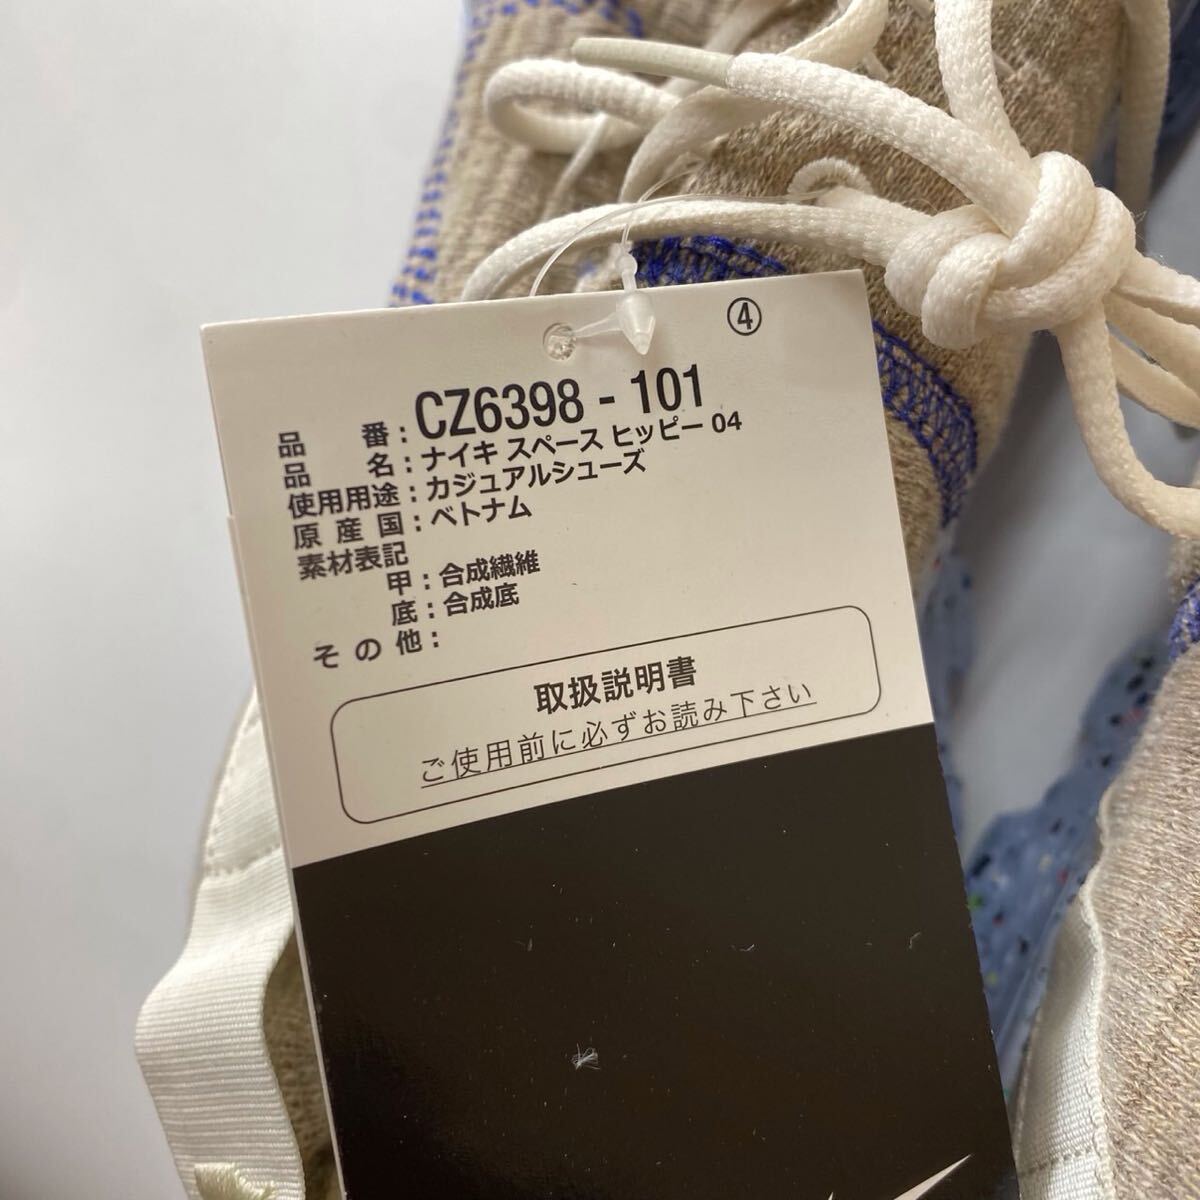 ④
品番:CZ6398-101
品名:ナイキ スペース ヒッピー 04
使用用途:カジュアルシューズ
原産国:ベトナム
素材表記
甲:合成繊維
底:合成底
その他:
取扱説明書
ご使用前に必ずお読み下さい